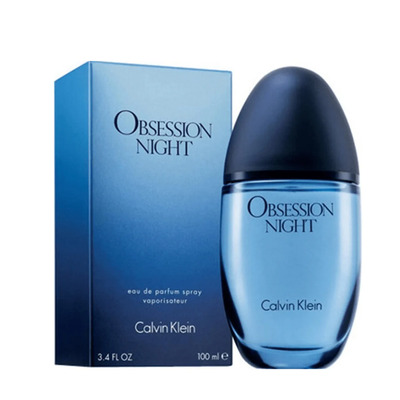 OBSESSION
NIGHT
eau de parfum spray
vaporisateur
Calvin Klein
3.4 FL OZ 100 ml ℮
OBSESSION
NIGHT
Calvin Klein